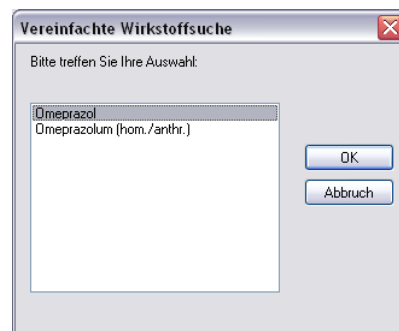 Vereinfachte Wirkstoffsuche
Bitte treffen Sie Ihre Auswahl:
Omeprazol
Omeprazolum (hom./anthr.)
OK
Abbruch